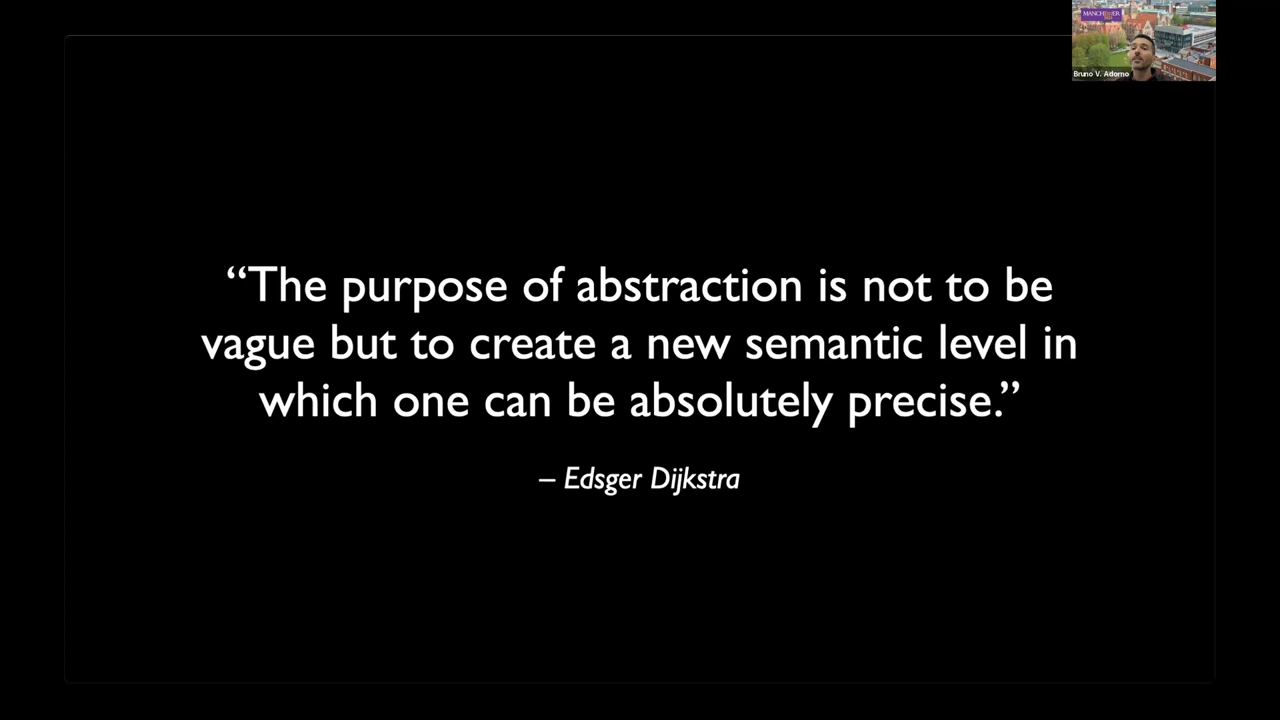 MANCHESTER
Bruno V. Adorno
“The purpose of abstraction is not to be
vague but to create a new semantic level in
which one can be absolutely precise.”
– Edsger Dijkstra